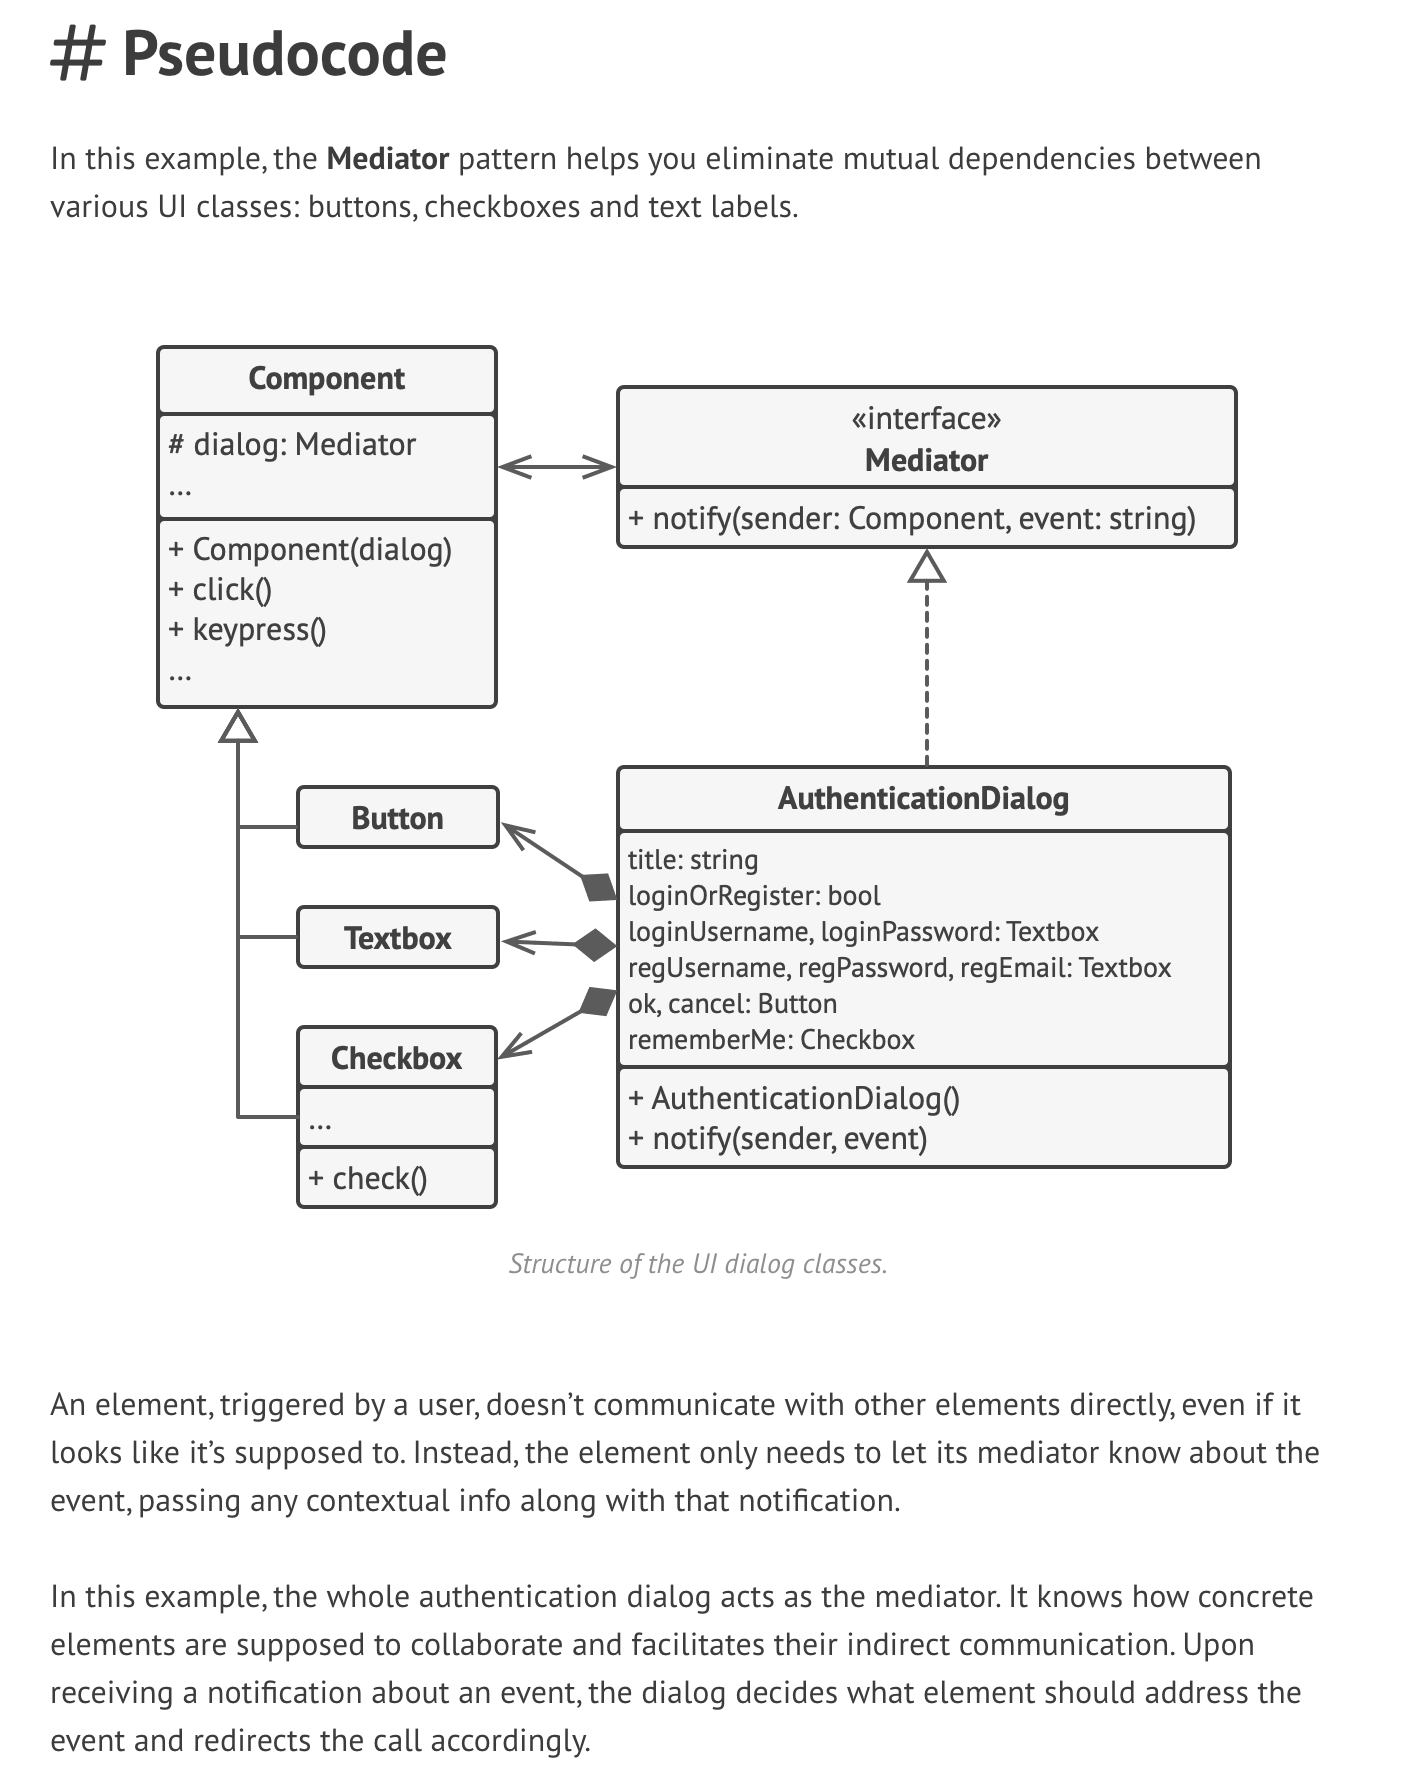 # Pseudocode
In this example, the Mediator pattern helps you eliminate mutual dependencies between
various UI classes: buttons, checkboxes and text labels.
Component
# dialog: Mediator
...
+ Component(dialog)
+ click()
+ keypress()
...
«interface»
Mediator
+ notify(sender: Component, event: string)
Button
Textbox
Checkbox
...
+ check()
AuthenticationDialog
title: string
loginOrRegister: bool
loginUsername, loginPassword: Textbox
regUsername, regPassword, regEmail: Textbox
ok, cancel: Button
rememberMe: Checkbox
+ AuthenticationDialog()
+ notify(sender, event)
Structure of the UI dialog classes.
An element, triggered by a user, doesn’t communicate with other elements directly, even if it
looks like it’s supposed to. Instead, the element only needs to let its mediator know about the
event, passing any contextual info along with that notification.
In this example, the whole authentication dialog acts as the mediator. It knows how concrete
elements are supposed to collaborate and facilitates their indirect communication. Upon
receiving a notification about an event, the dialog decides what element should address the
event and redirects the call accordingly.